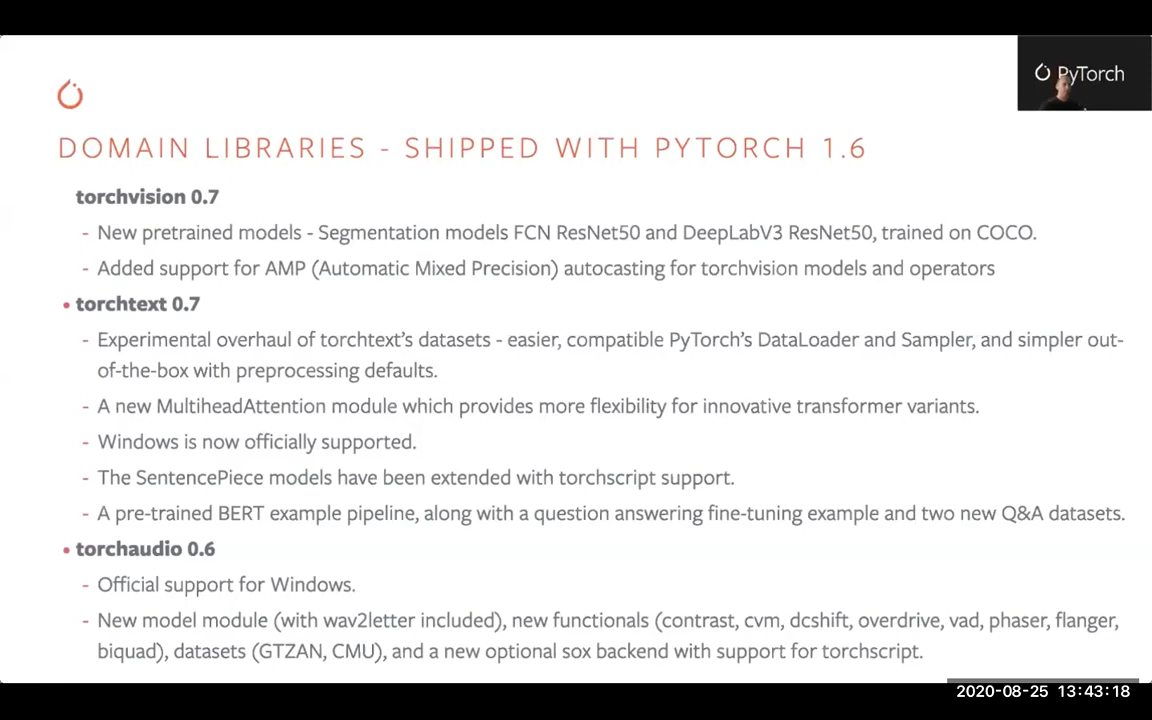 PyTorch
DOMAIN LIBRARIES - SHIPPED WITH PYTORCH 1.6
torchvision 0.7
- New pretrained models - Segmentation models FCN ResNet50 and DeepLabV3 ResNet50, trained on COCO.
- Added support for AMP (Automatic Mixed Precision) autocasting for torchvision models and operators
• torchtext 0.7
- Experimental overhaul of torchtext's datasets - easier, compatible PyTorch's DataLoader and Sampler, and simpler out-
of-the-box with preprocessing defaults.
- A new MultiheadAttention module which provides more flexibility for innovative transformer variants.
- Windows is now officially supported.
- The SentencePiece models have been extended with torchscript support.
- A pre-trained BERT example pipeline, along with a question answering fine-tuning example and two new Q&A datasets.
• torchaudio 0.6
- Official support for Windows.
- New model module (with wav2letter included), new functionals (contrast, cvm, dcshift, overdrive, vad, phaser, flanger,
biquad), datasets (GTZAN, CMU), and a new optional sox backend with support for torchscript.
2020-08-25 13:43:18